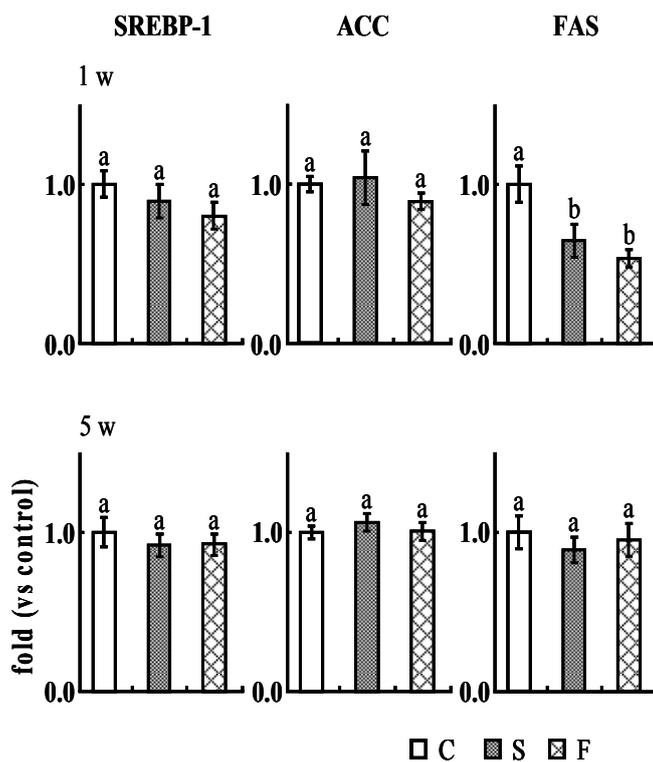 SREBP-1 ACC FAS
1 w
a a a a a a a b b
1.0 1.0 1.0
0.0 0.0 0.0
5 w
a a a a a a a a a
1.0 1.0 1.0
0.0 0.0 0.0
fold (vs control)
C S F